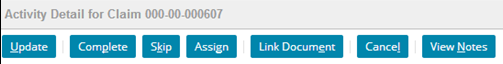 Activity Detail for Claim 000-00-000607
Update Complete Skip Assign Link Document Cancel View Notes